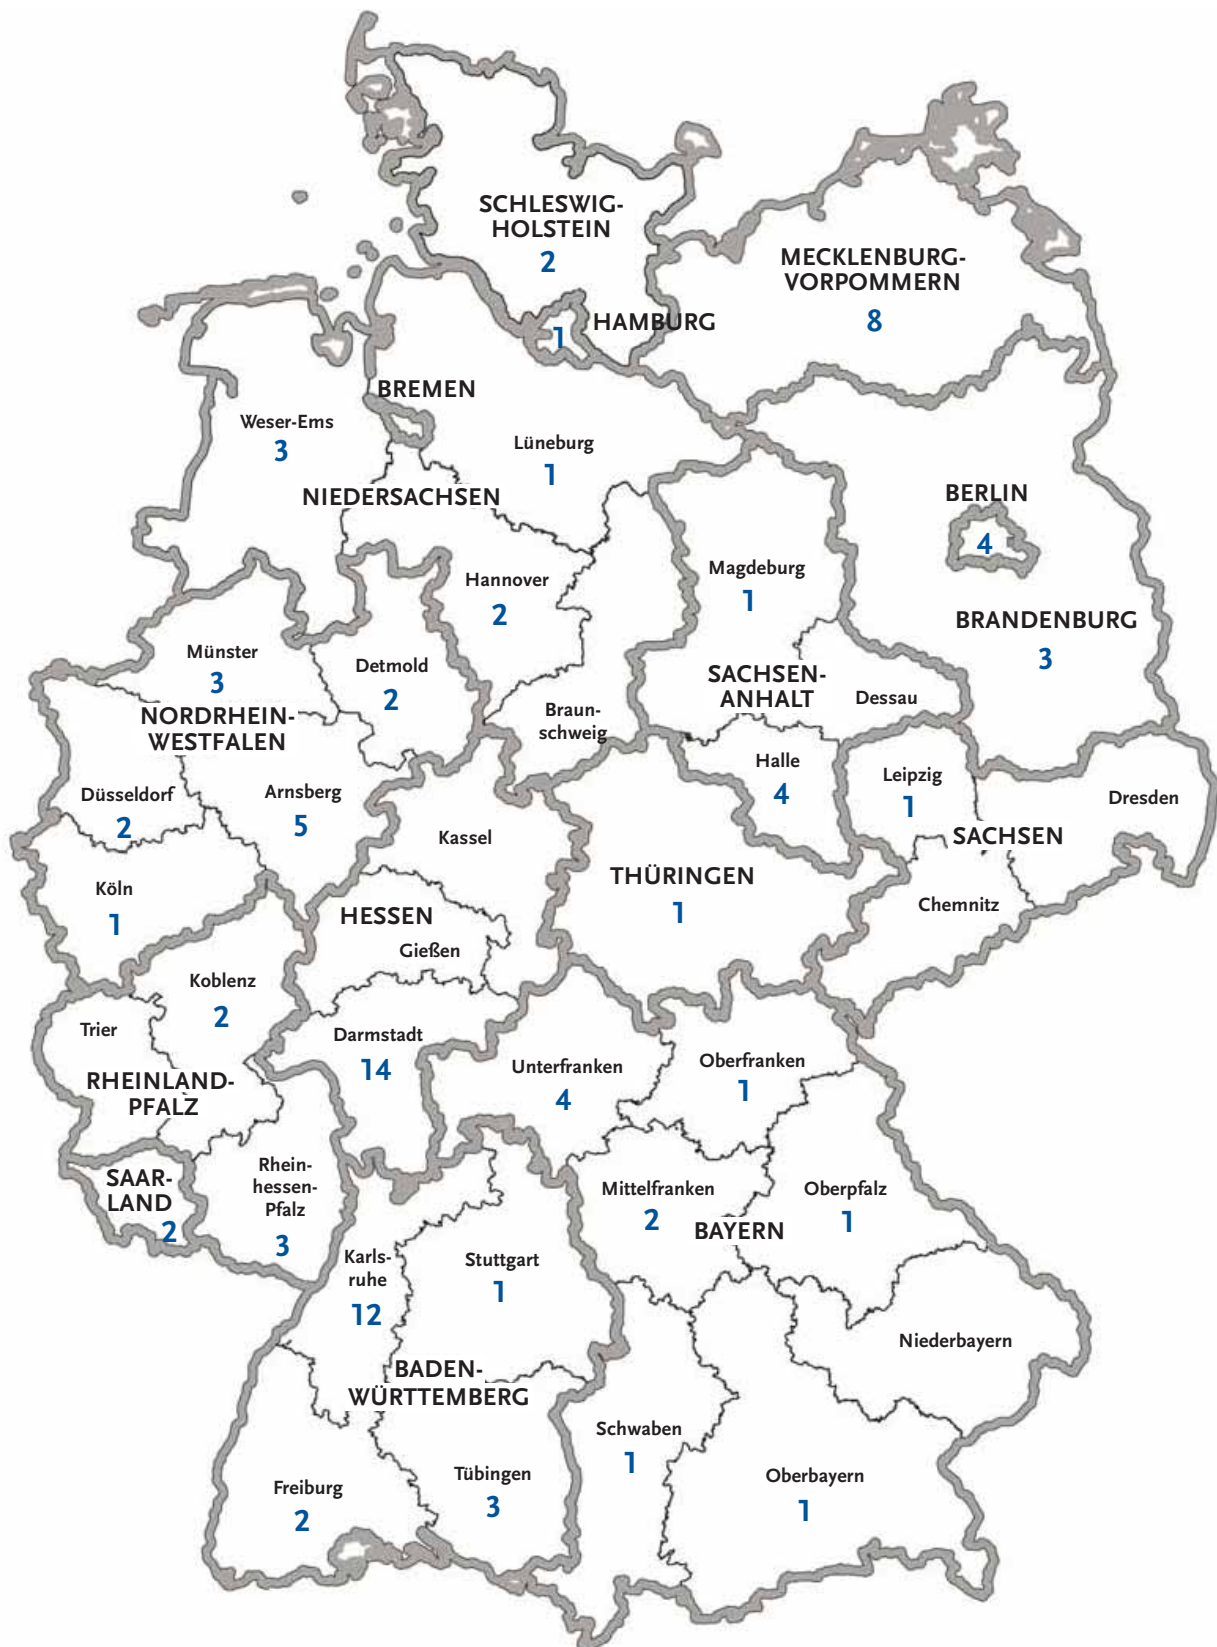 SCHLESWIG-
HOLSTEIN
2
MECKLENBURG-
VORPOMMERN
8
HAMBURG
1
BREMEN
Weser-Ems
3
Lüneburg
1
NIEDERSACHSEN
BERLIN
4
Hannover
2
Magdeburg
1
BRANDENBURG
3
Münster
3
Detmold
2
SACHSEN-
ANHALT
Dessau
NORDRHEIN-
WESTFALEN
Braun-
schweig
Halle
4
Leipzig
1
Dresden
Düsseldorf
2
Arnsberg
5
Kassel
SACHSEN
THÜRINGEN
1
Köln
1
Chemnitz
HESSEN
Gießen
Koblenz
2
Trier
Darmstadt
14
Unterfranken
4
Oberfranken
1
RHEINLAND-
PFALZ
SAAR-
LAND
2
Rhein-
hessen-
Pfalz
3
Mittelfranken
2
Oberpfalz
1
BAYERN
Karls-
ruhe
12
Stuttgart
1
Niederbayern
BADEN-
WÜRTTEMBERG
Schwaben
1
Freiburg
2
Tübingen
3
Oberbayern
1